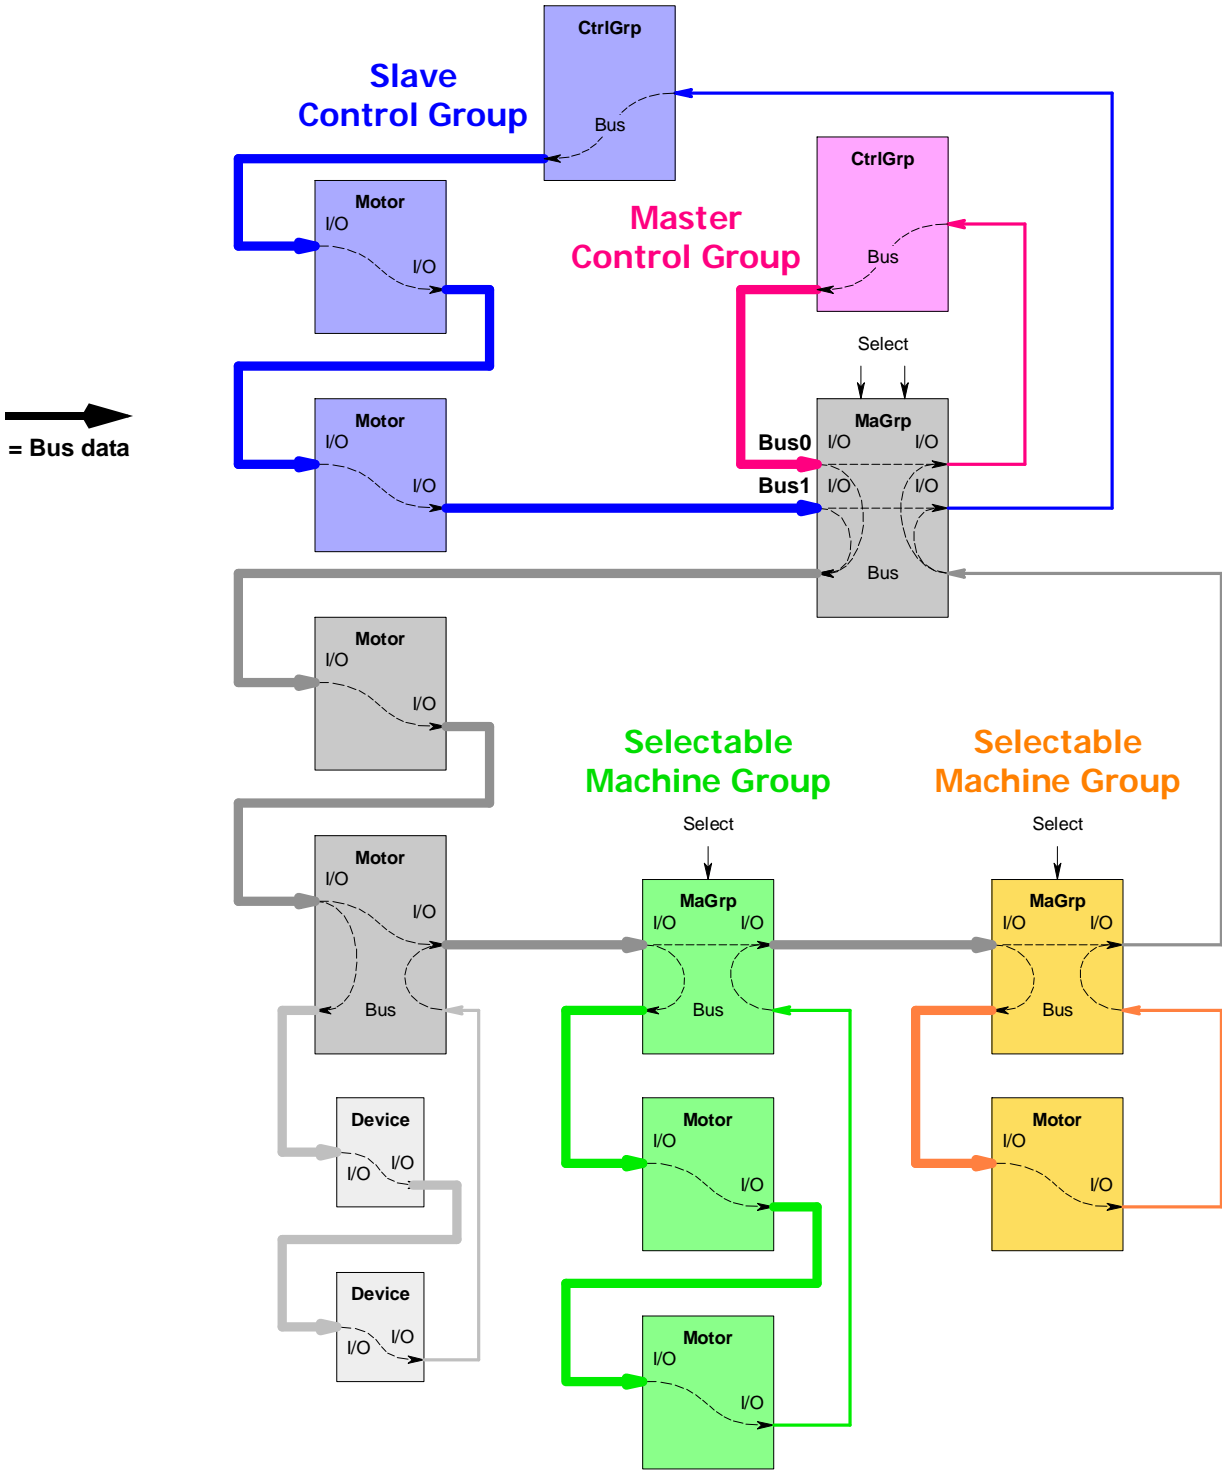 CtrlGrp
Slave
Control Group
Bus
CtrlGrp
Motor
I/O
I/O
Master
Control Group
Bus
Select
Motor
I/O
I/O
= Bus data
MaGrp
Bus0
I/O
I/O
Bus1
I/O
I/O
Bus
Motor
I/O
I/O
Selectable
Machine Group
Selectable
Machine Group
Select
Select
Motor
I/O
I/O
Bus
MaGrp
I/O
I/O
Bus
MaGrp
I/O
I/O
Bus
Device
I/O
I/O
Motor
I/O
I/O
Motor
I/O
I/O
Device
I/O
I/O
Motor
I/O
I/O